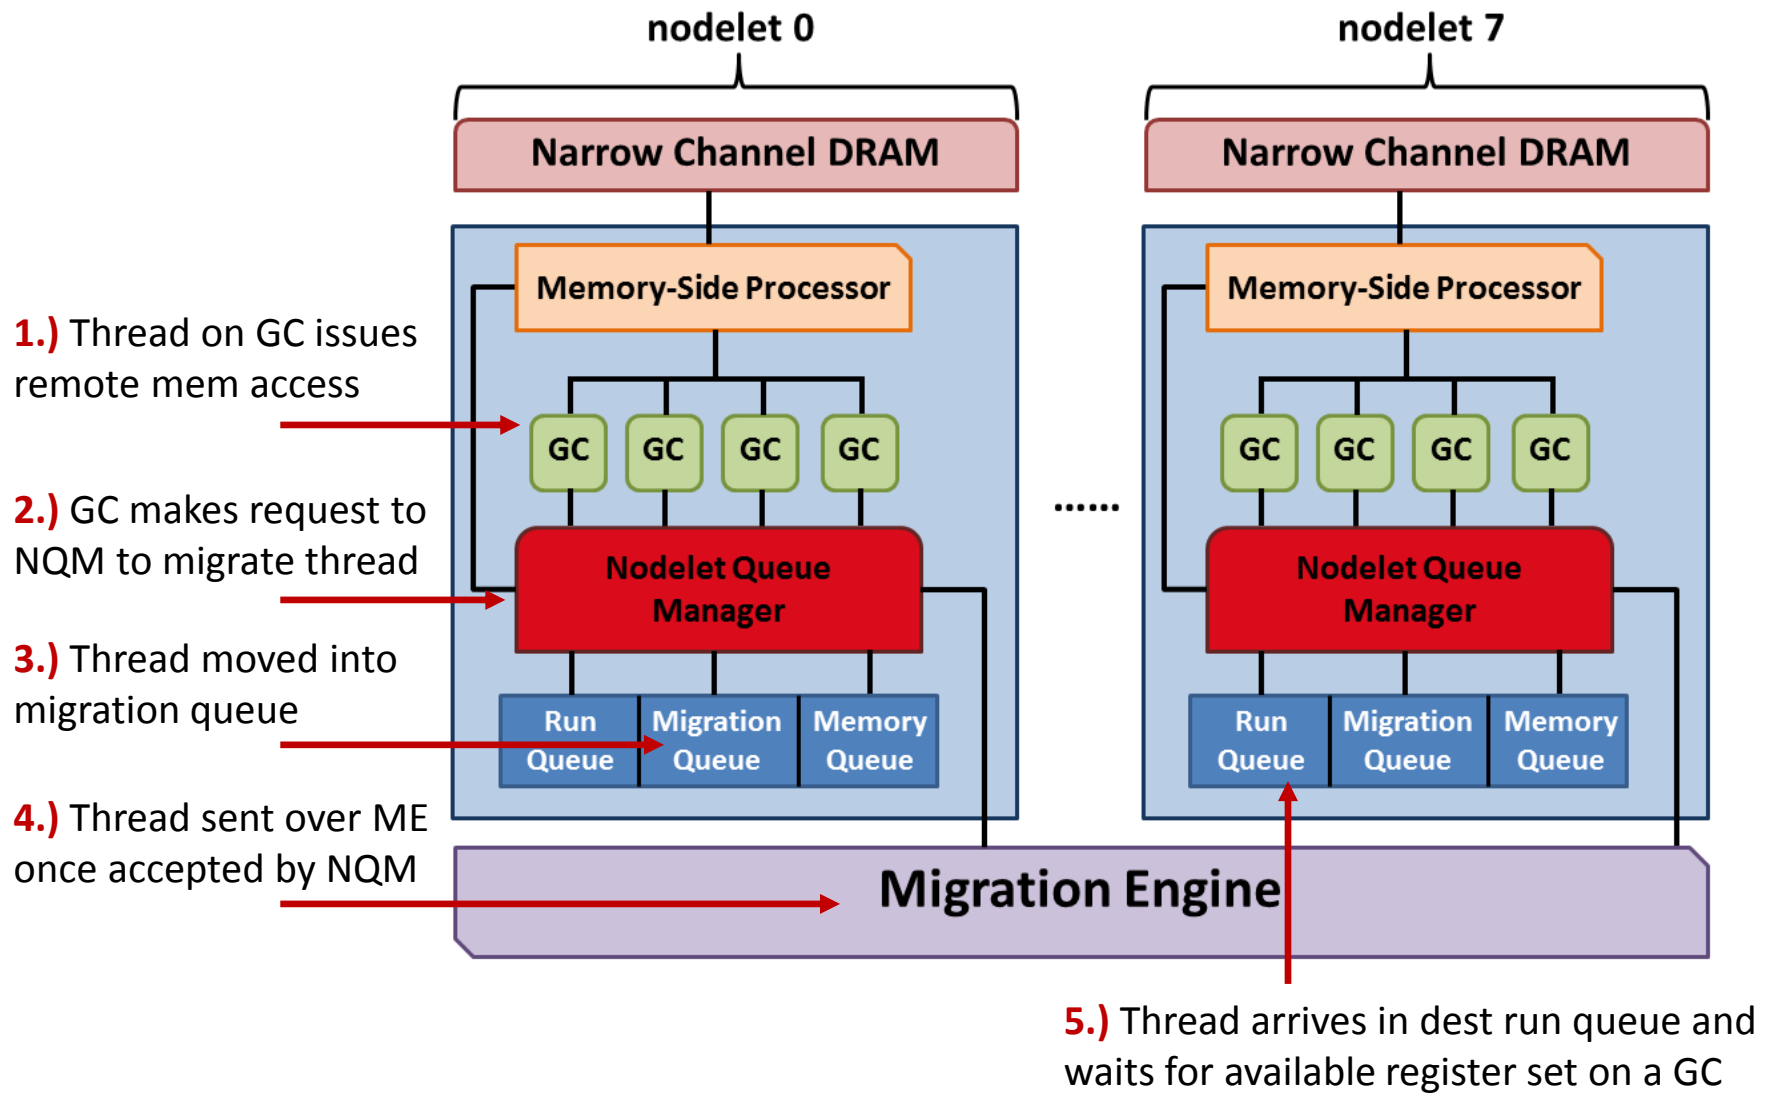 nodelet 0
nodelet 7
Narrow Channel DRAM
Narrow Channel DRAM
Memory-Side Processor
Memory-Side Processor
1.) Thread on GC issues
remote mem access
GC GC GC GC
GC GC GC GC
2.) GC makes request to
NQM to migrate thread
......
Nodelet Queue
Manager
Nodelet Queue
Manager
3.) Thread moved into
migration queue
Run
Queue
Migration
Queue
Memory
Queue
Run
Queue
Migration
Queue
Memory
Queue
4.) Thread sent over ME
once accepted by NQM
Migration Engine
5.) Thread arrives in dest run queue and
waits for available register set on a GC